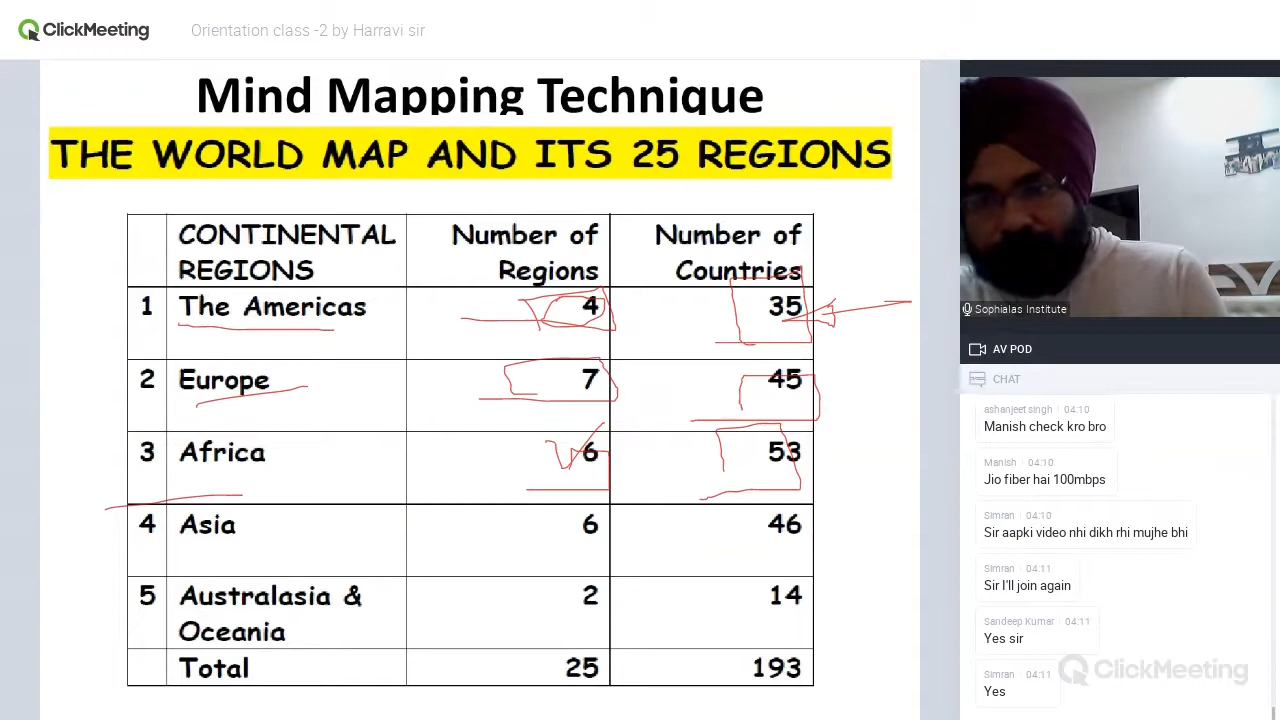 ClickMeeting
Orientation class -2 by Harravi sir
Mind Mapping Technique
THE WORLD MAP AND ITS 25 REGIONS
CONTINENTAL REGIONS Number of Regions Number of Countries
1 The Americas 4 35
2 Europe 7 45
3 Africa 6 53
4 Asia 6 46
5 Australasia & Oceania 2 14
Total 25 193
Sophialas Institute
AV POD
CHAT
ashanjeet singh 04:10
Manish check kro bro
Manish 04:10
Jio fiber hai 100mbps
Simran 04:10
Sir aapki video nhi dikh rhi mujhe bhi
Simran 04:11
Sir I'll join again
Sandeep Kumar 04:11
Yes sir
Simran 04:11
Yes
ClickMeeting